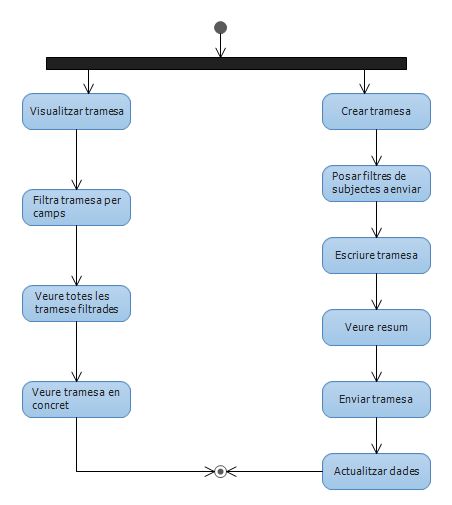 Visualitzar tramesa
Filtra tramesa per
camps
Veure totes les
tramese filtrades
Veure tramesa en
concret
Crear tramesa
Posar filtres de
subjectes a enviar
Escriure tramesa
Veure resum
Enviar tramesa
Actualitzar dades